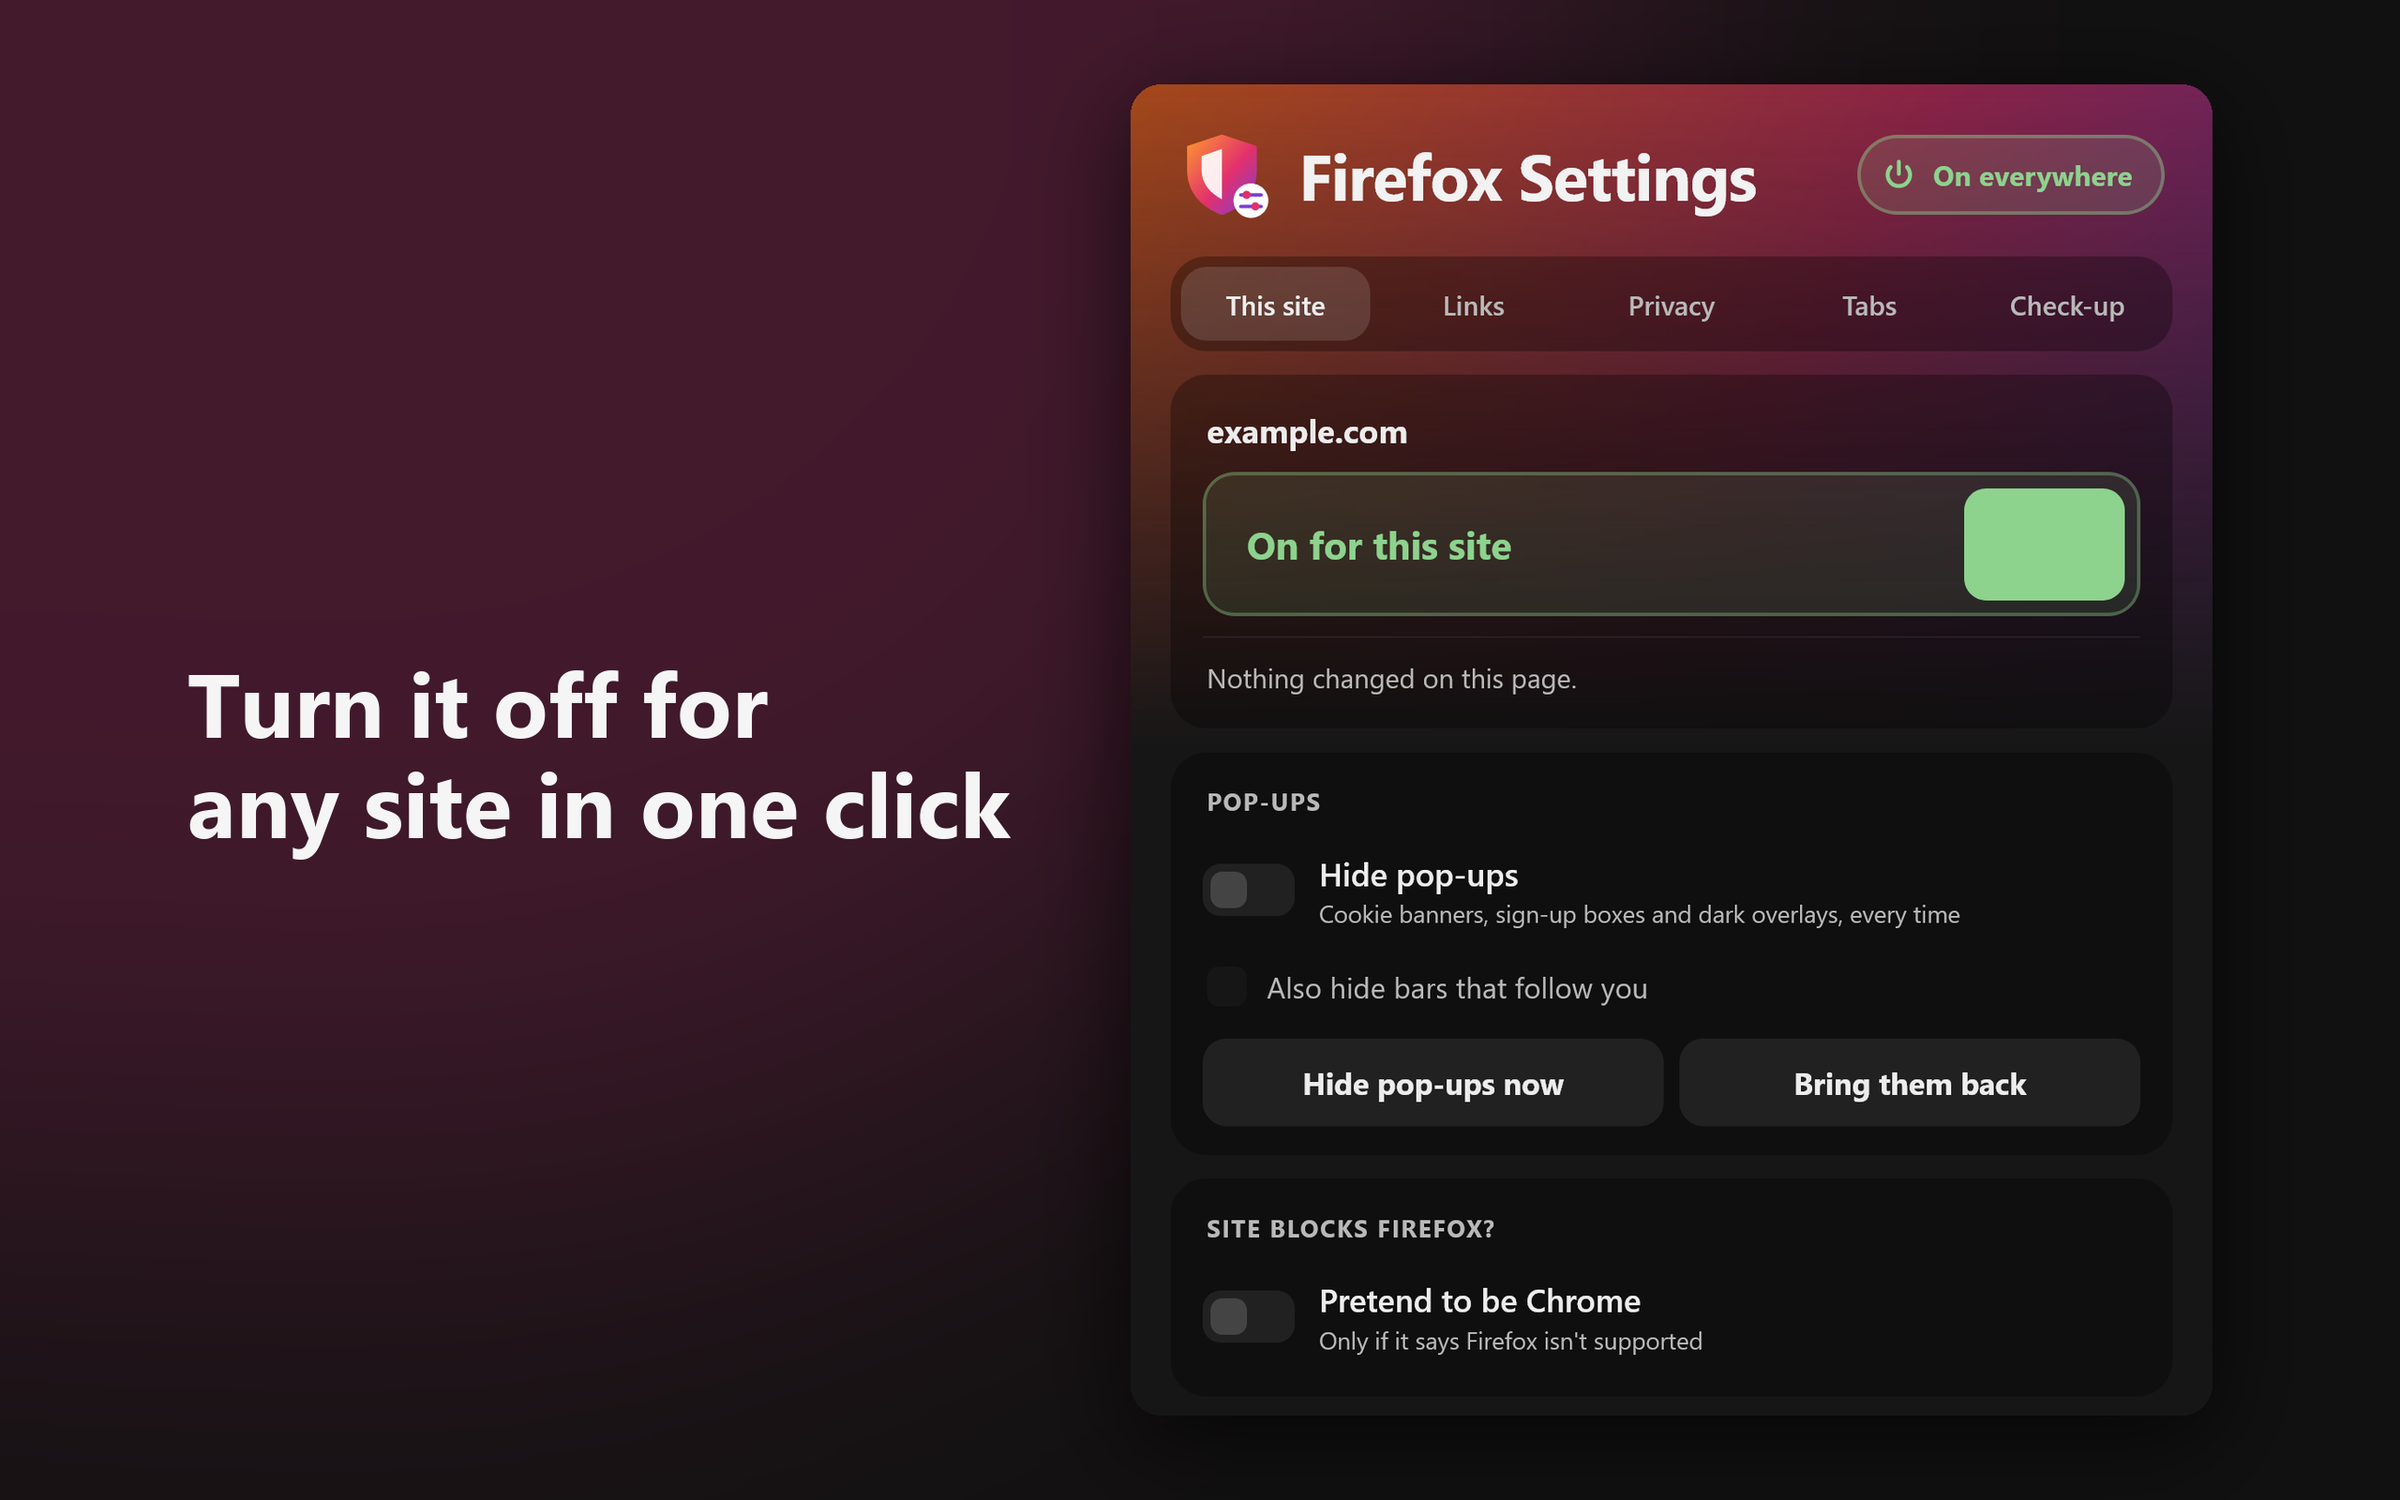 Turn it off for
any site in one click
Firefox Settings
On everywhere
This site
Links
Privacy
Tabs
Check-up
example.com
On for this site
Nothing changed on this page.
POP-UPS
Hide pop-ups
Cookie banners, sign-up boxes and dark overlays, every time
Also hide bars that follow you
Hide pop-ups now
Bring them back
SITE BLOCKS FIREFOX?
Pretend to be Chrome
Only if it says Firefox isn't supported